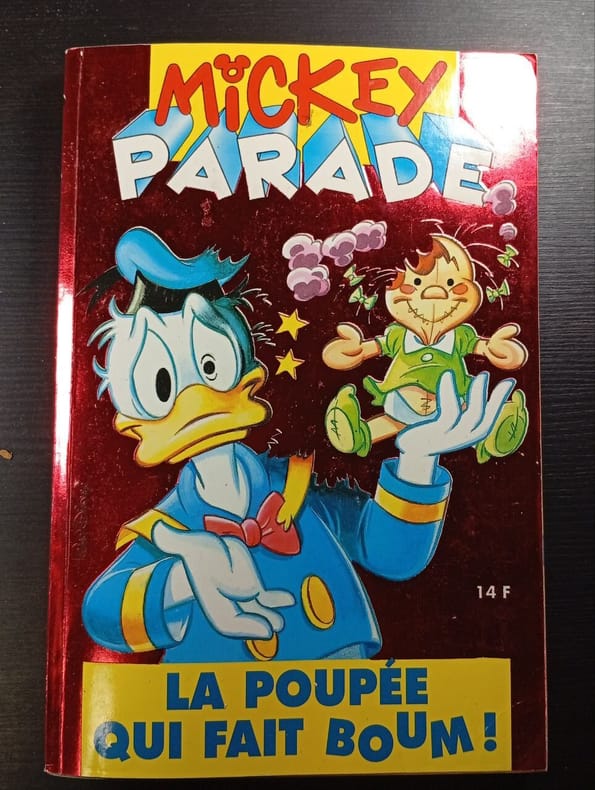 MiCKEY
PARADE
14 F
LA POUPÉE
QUI FAIT BOUM !